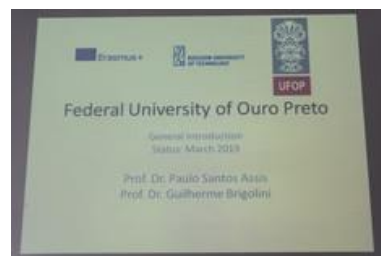 Erasmus+
UFOP
Federal University of Ouro Preto
General Introduction
Status: March 2019
Prof. Dr. Paulo Santos Assis
Prof. Dr. Guilherme Brigolini